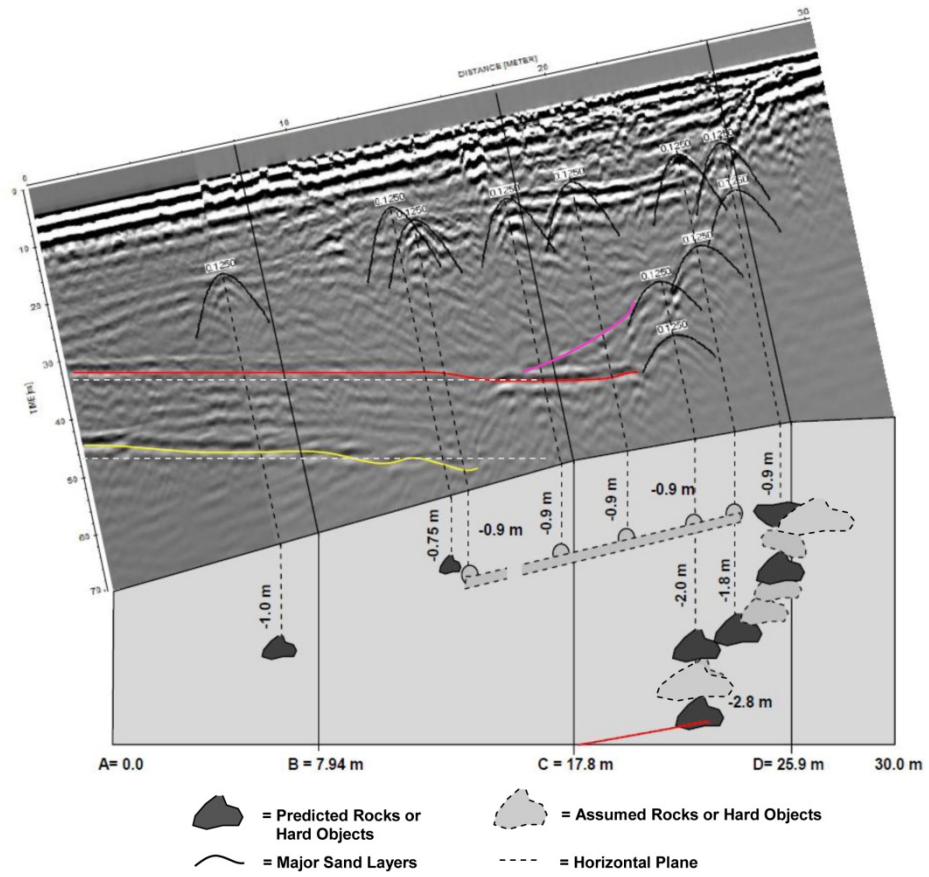 30
DISTANCE [METER]
20
10
0
0
10
20
30
40
50
60
70
TIME [ns]
0.1250
0.1250
0.1250
0.1250
0.1250
0.1250
0.1250
0.1250
0.1250
0.1250
-0.75 m
-0.9 m
-0.9 m
-0.9 m
-0.9 m
-0.9 m
-1.0 m
-2.0 m
-1.8 m
-2.8 m
A= 0.0
B = 7.94 m
C = 17.8 m
D= 25.9 m
30.0 m
= Predicted Rocks or
Hard Objects
= Assumed Rocks or Hard Objects
= Major Sand Layers
= Horizontal Plane